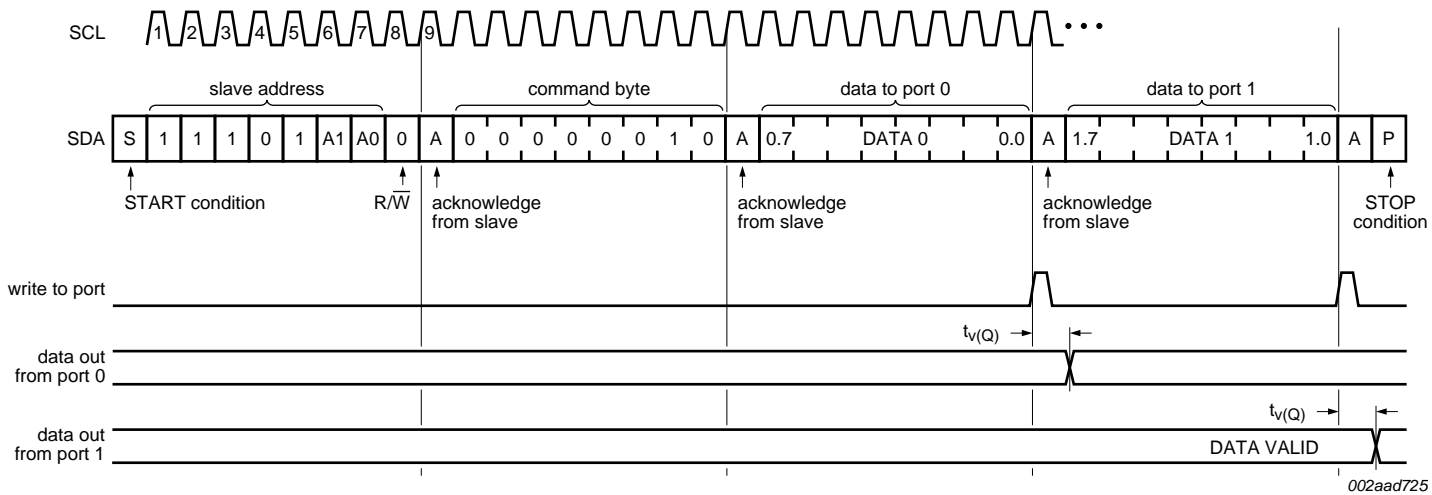 SCL 1 2 3 4 5 6 7 8 9
slave address command byte data to port 0 data to port 1
SDA S 1 1 1 0 1 A1 A0 0 A 0 0 0 0 0 0 1 0 A 0.7 DATA 0 0.0 A 1.7 DATA 1 1.0 A P
START condition R/W̅ acknowledge acknowledge acknowledge STOP
from slave from slave from slave condition
write to port
tv(Q)
data out
from port 0
tv(Q)
data out
from port 1 DATA VALID
002aad725